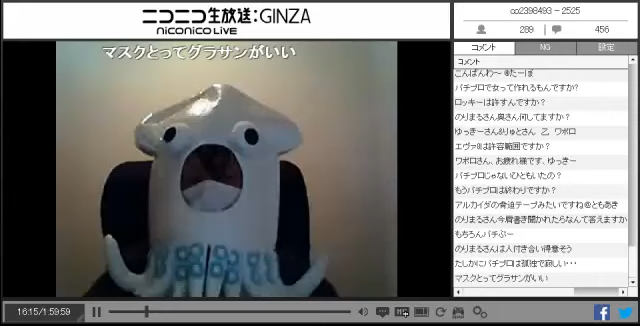 ニコニコ生放送:GINZA
niconico LIVE
co2398493 − 2525
289
456
コメント
NG
設定
コメント
マスクとってグラサンがいい
こんばんわ～ @たーぼ
パチプロで女って作れるもんですか？
ロッキーは許すんですか？
のりまるさん奥さん何してますか？
ゆっきーさん&りゅとさん 乙 ワポロ
エヴァ8は許容範囲ですか？
ワポロさん、お疲れ様です、ゆっきー
パチプロじゃないひともいたの？
もうパチプロは終わりですか？
アルカイダの脅迫テープみたいですね@ともあき
のりまるさん今肩書き聞かれたらなんて答えますか
もちろんパチぷー
のりまるさんは人付き合い得意そう
たしかにパチプロは孤独で寂しい・・・
マスクとってグラサンがいい
16:15/1:59:59